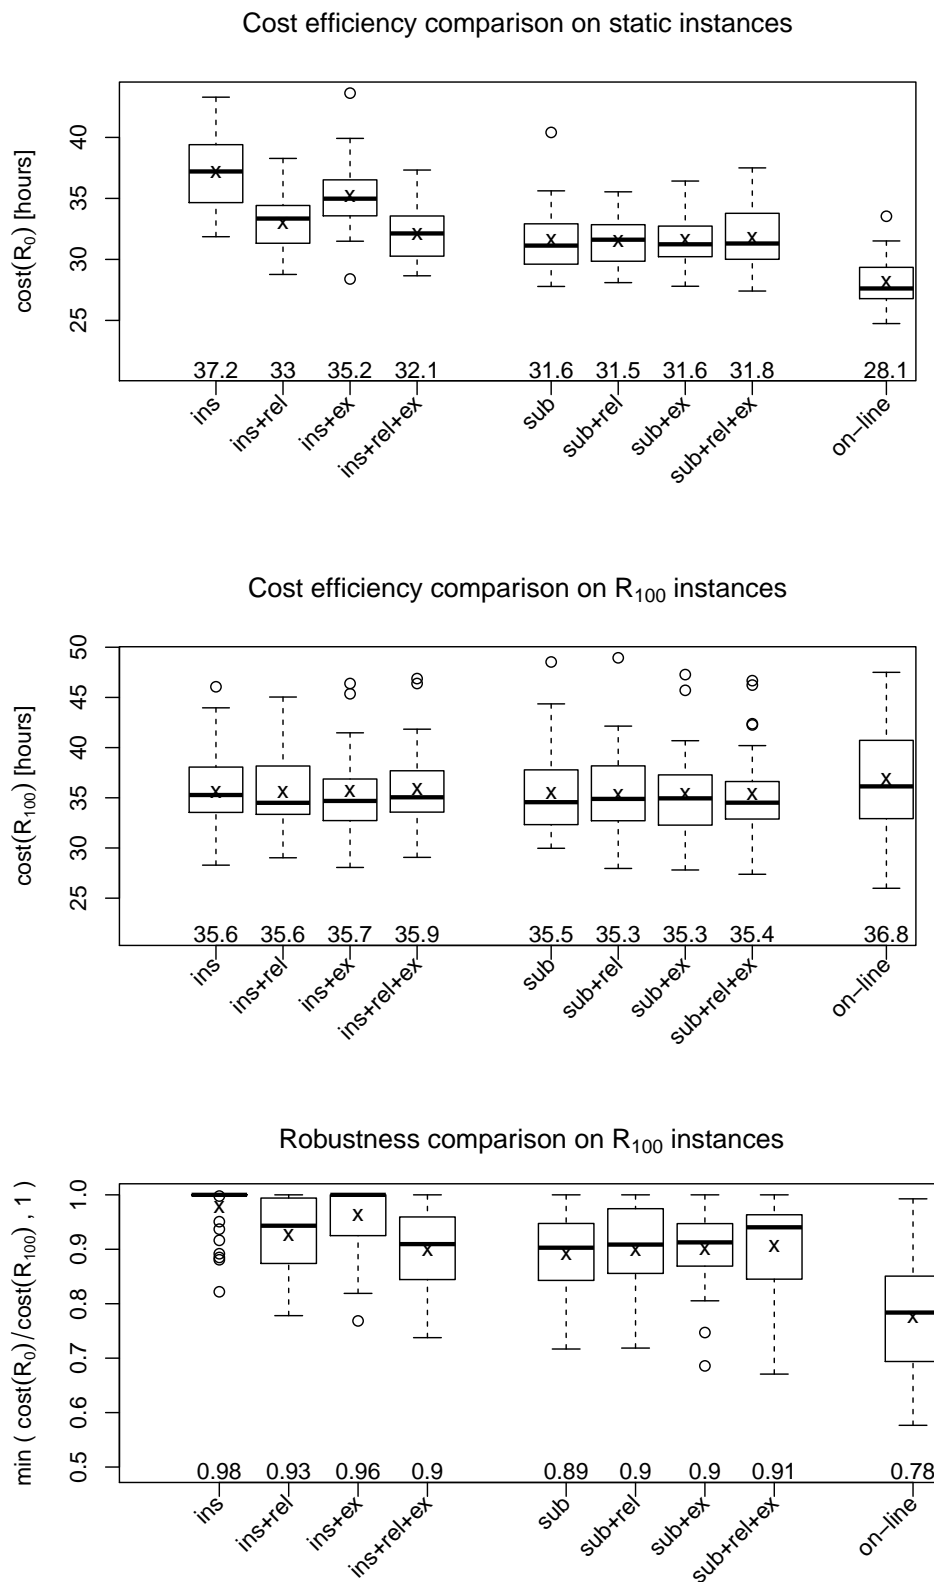 Cost efficiency comparison on static instances
cost(R₀) [hours]
40
35
30
25
37.2 33 35.2 32.1 31.6 31.5 31.6 31.8 28.1
ins ins+rel ins+ex ins+rel+ex sub sub+rel sub+ex sub+rel+ex on−line
Cost efficiency comparison on R₁₀₀ instances
cost(R₁₀₀) [hours]
50
45
40
35
30
25
35.6 35.6 35.7 35.9 35.5 35.3 35.3 35.4 36.8
ins ins+rel ins+ex ins+rel+ex sub sub+rel sub+ex sub+rel+ex on−line
Robustness comparison on R₁₀₀ instances
min ( cost(R₀)/cost(R₁₀₀) , 1 )
1.0
0.9
0.8
0.7
0.6
0.5
0.98 0.93 0.96 0.9 0.89 0.9 0.9 0.91 0.78
ins ins+rel ins+ex ins+rel+ex sub sub+rel sub+ex sub+rel+ex on−line